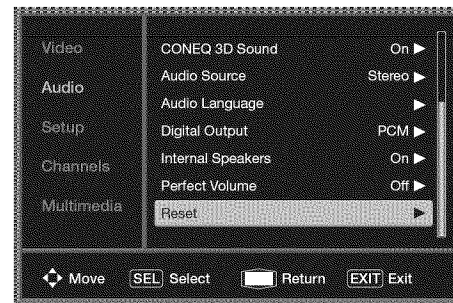 Video
Audio
Setup
Channels
Multimedia
CONEQ 3D Sound On
Audio Source Stereo
Audio Language
Digital Output PCM
Internal Speakers On
Perfect Volume Off
Reset
Move SEL Select Return EXIT Exit